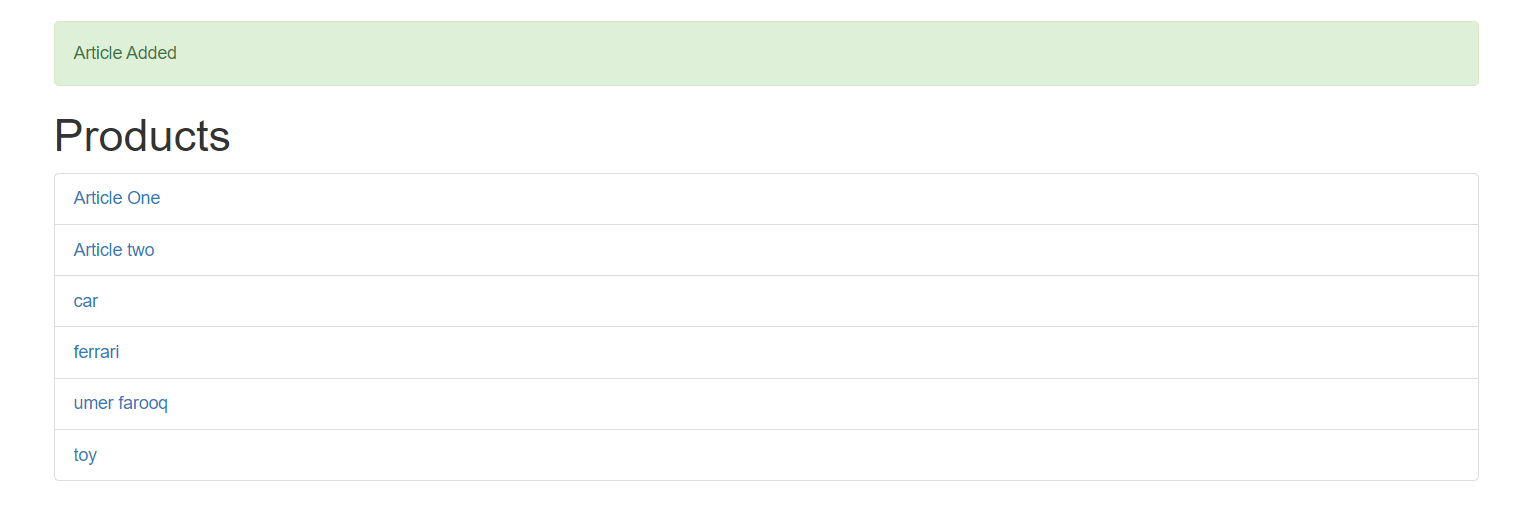 Article Added
Products
Article One
Article two
car
ferrari
umer farooq
toy